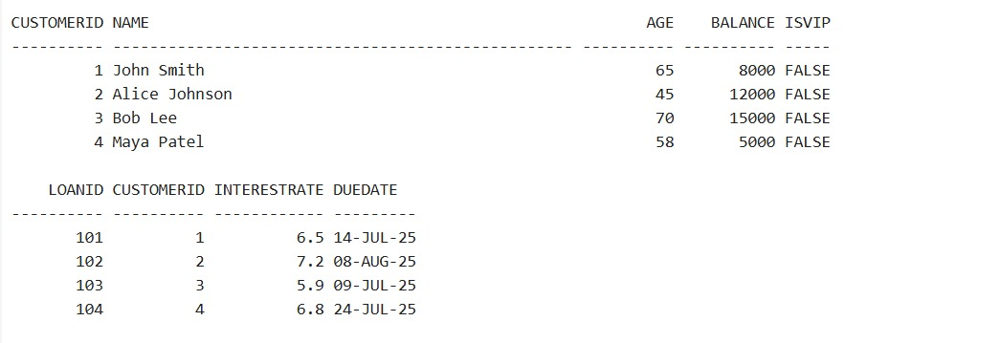 CUSTOMERID NAME                                                      AGE    BALANCE ISVIP
---------- -------------------------------------------------- ---------- ---------- -----
         1 John Smith                                                 65       8000 FALSE
         2 Alice Johnson                                              45      12000 FALSE
         3 Bob Lee                                                    70      15000 FALSE
         4 Maya Patel                                                 58       5000 FALSE
    LOANID CUSTOMERID INTERESTRATE DUEDATE
---------- ---------- ------------ ---------
       101          1          6.5 14-JUL-25
       102          2          7.2 08-AUG-25
       103          3          5.9 09-JUL-25
       104          4          6.8 24-JUL-25